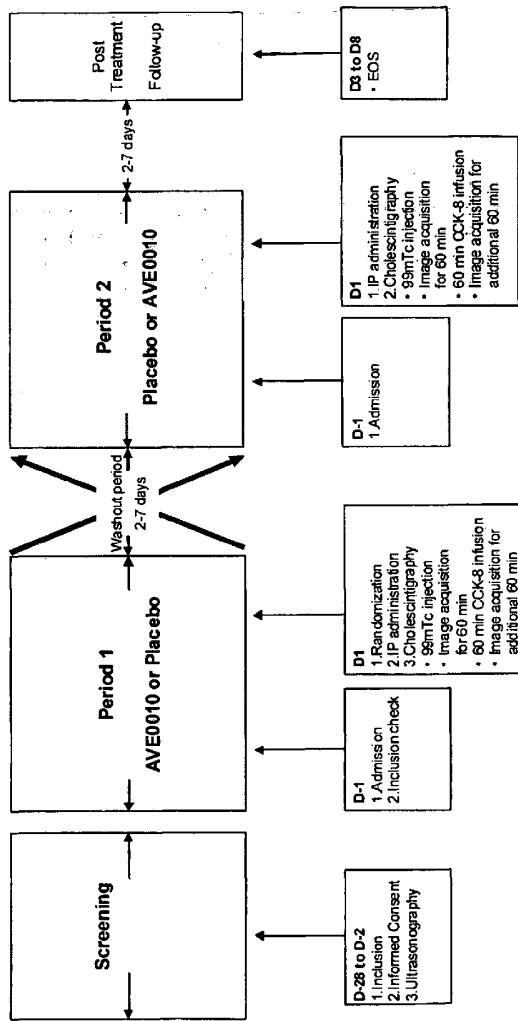 Screening
Period 1
AVE0010 or Placebo
Washout period
2-7 days
Period 2
Placebo or AVE0010
2-7 days
Post
Treatment
Follow-up
D-28 to D-2
1.Inclusion
2.Informed Consent
3.Ultrasonography
D-1
1.Admission
2.Inclusion check
D1
1.Randomization
2.IP administration
3.Cholescintigraphy
• 99mTc injection
• Image acquisition
for 60 min
• 60 min CCK-8 infusion
• Image acquisition for
additional 60 min
D-1
1.Admission
D1
1.IP administration
2.Cholescintigraphy
• 99mTc injection
• Image acquisition
for 60 min
• 60 min CCK-8 infusion
• Image acquisition for
additional 60 min
D3 to D8
• EOS